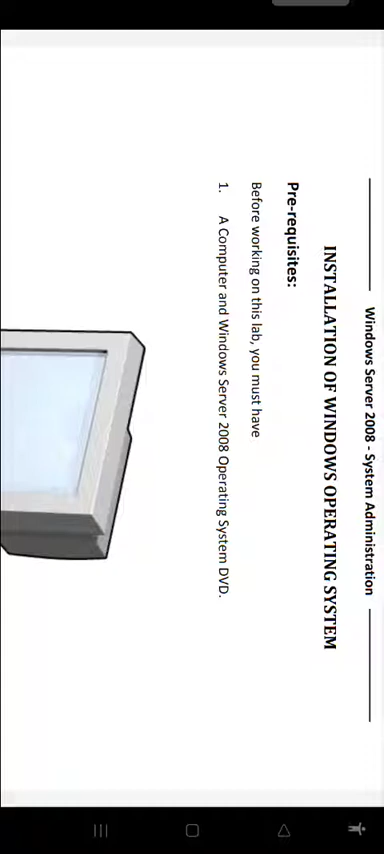 Windows Server 2008 - System Administration
INSTALLATION OF WINDOWS OPERATING SYSTEM
Pre-requisites:
Before working on this lab, you must have
1. A Computer and Windows Server 2008 Operating System DVD.